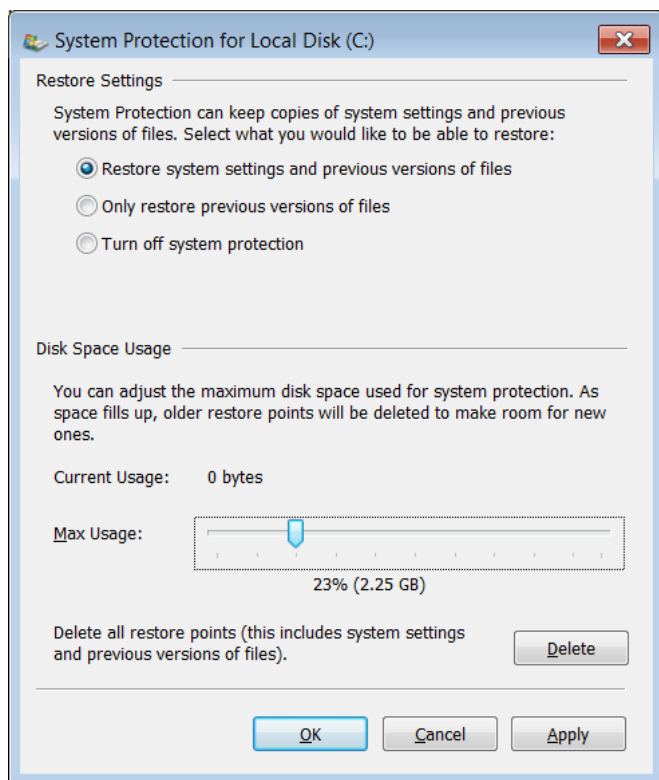 System Protection for Local Disk (C:)
Restore Settings
System Protection can keep copies of system settings and previous
versions of files. Select what you would like to be able to restore:
Restore system settings and previous versions of files
Only restore previous versions of files
Turn off system protection
Disk Space Usage
You can adjust the maximum disk space used for system protection. As
space fills up, older restore points will be deleted to make room for new
ones.
Current Usage: 0 bytes
Max Usage:
23% (2.25 GB)
Delete all restore points (this includes system settings
and previous versions of files).
Delete
OK Cancel Apply